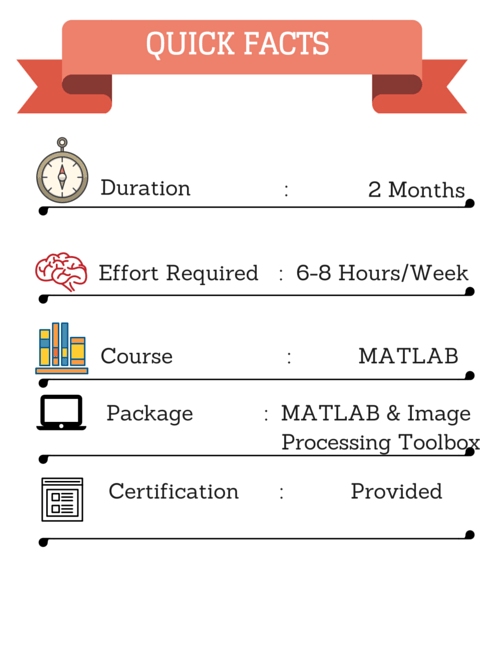 QUICK FACTS
Duration : 2 Months
Effort Required : 6-8 Hours/Week
Course : MATLAB
Package : MATLAB & Image
Processing Toolbox
Certification : Provided